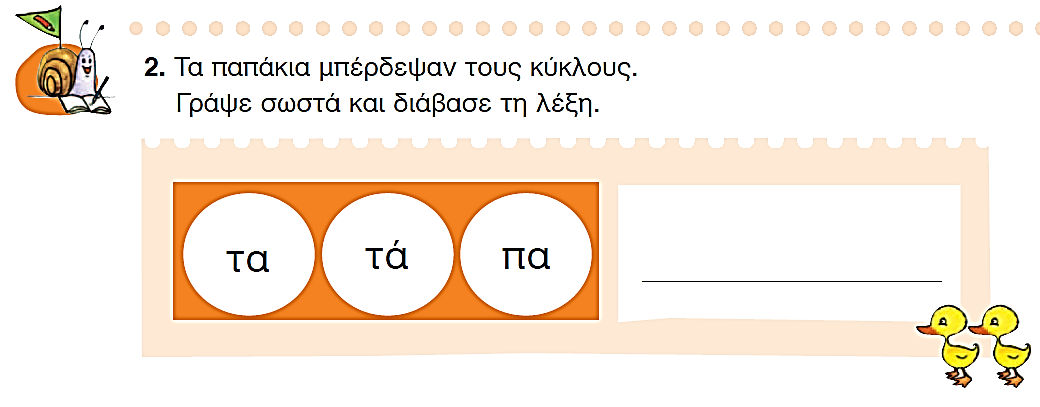 2. Τα παπάκια μπέρδεψαν τους κύκλους.
Γράψε σωστά και διάβασε τη λέξη.
τα τά πα